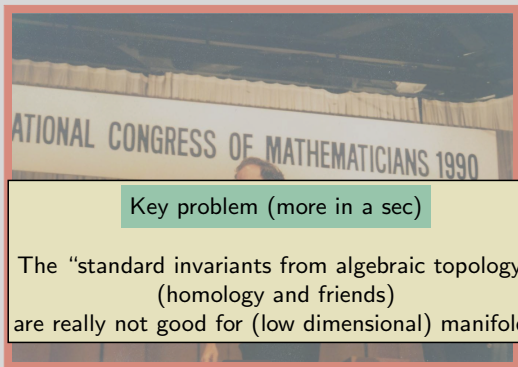 ATIONAL CONGRESS OF MATHEMATICIANS 1990
Key problem (more in a sec)
The “standard invariants from algebraic topology
(homology and friends)
are really not good for (low dimensional)